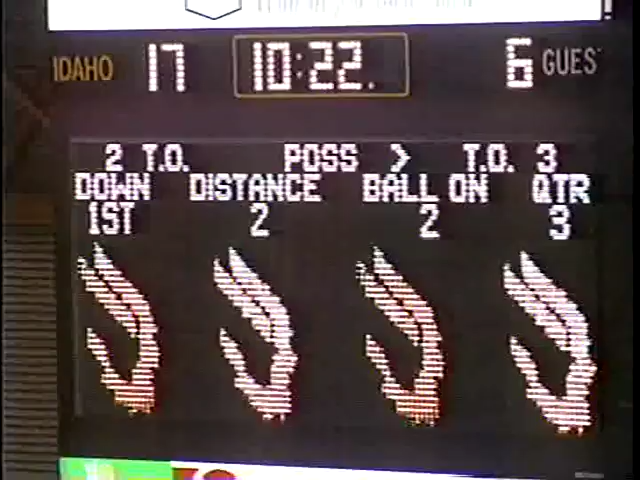 IDAHO 17 10:22. 6 GUES
2 T.O. POSS > T.O. 3
DOWN DISTANCE BALL ON QTR
1ST 2 2 3